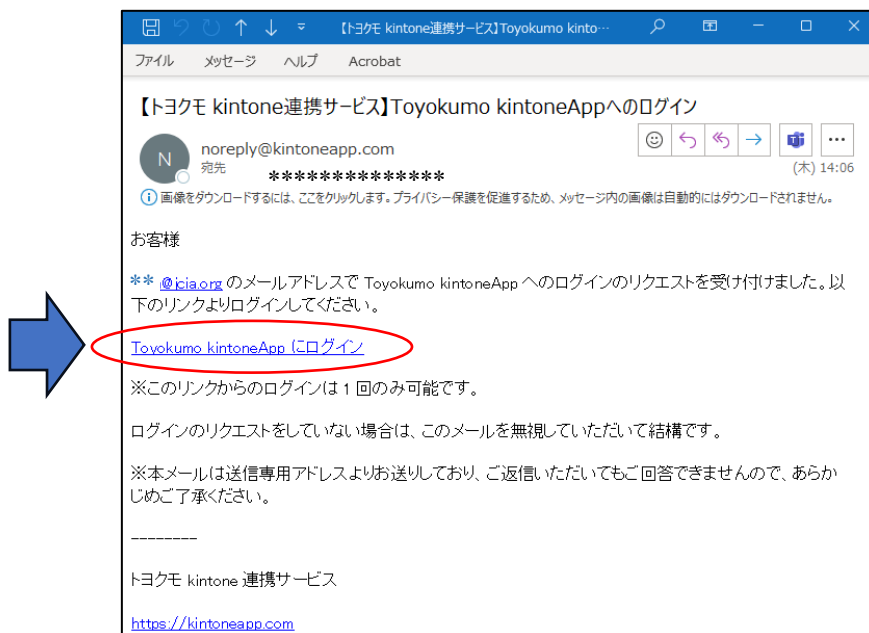 【トヨクモ kintone連携サービス】Toyokumo kinto…
ファイル メッセージ ヘルプ Acrobat
【トヨクモ kintone連携サービス】Toyokumo kintoneAppへのログイン
N
noreply@kintoneapp.com
宛先 **************
(木) 14:06
画像をダウンロードするには、ここをクリックします。プライバシー保護を促進するため、メッセージ内の画像は自動的にはダウンロードされません。
お客様
** @jcia.org のメールアドレスで Toyokumo kintoneApp へのログインのリクエストを受け付けました。以
下のリンクよりログインしてください。
Toyokumo kintoneApp にログイン
※このリンクからのログインは 1 回のみ可能です。
ログインのリクエストをしていない場合は、このメールを無視していただいて結構です。
※本メールは送信専用アドレスよりお送りしており、ご返信いただいてもご回答できませんので、あらか
じめご了承ください。
--------
トヨクモ kintone 連携サービス
https://kintoneapp.com